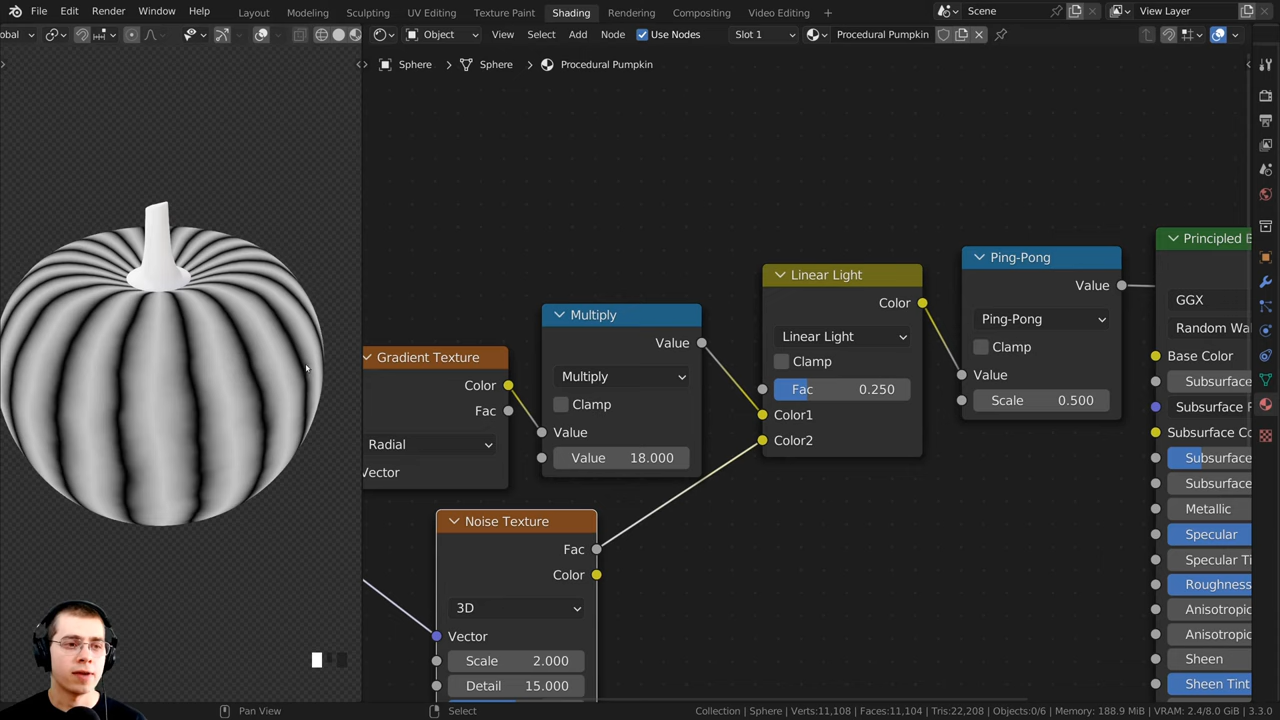 File Edit Render Window Help Layout Modeling Sculpting UV Editing Texture Paint Shading Rendering Compositing Video Editing + Scene View Layer
obal Object View Select Add Node Use Nodes Slot 1 Procedural Pumpkin
Sphere Sphere Procedural Pumpkin
Gradient Texture
Color
Fac
Radial
Vector
Multiply
Value
Multiply
Clamp
Value
Value 18.000
Linear Light
Color
Linear Light
Clamp
Fac 0.250
Color1
Color2
Ping-Pong
Value
Ping-Pong
Clamp
Value
Scale 0.500
Noise Texture
Fac
Color
3D
Vector
Scale 2.000
Detail 15.000
Principled B
GGX
Random Wa
Base Color
Subsurface
Subsurface R
Subsurface Co
Subsurface
Subsurface
Metallic
Specular
Specular Ti
Roughness
Anisotropic
Anisotropic
Sheen
Sheen Tint
Pan View Select Collection | Sphere | Verts:11,108 | Faces:11,104 | Tris:22,208 | Objects:0/6 | Memory: 188.9 MiB | VRAM: 2.4/8.0 GiB | 3.3.0